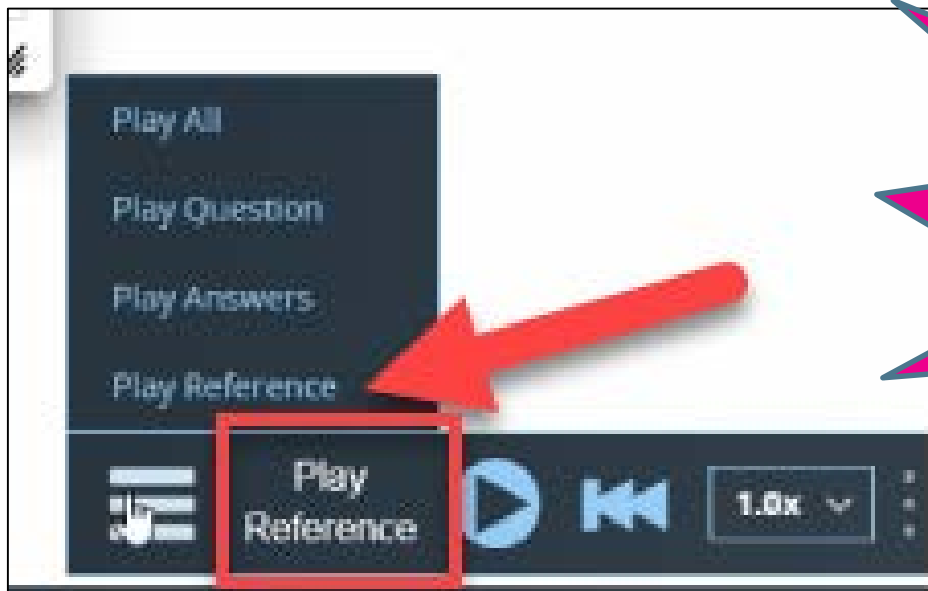 Play All
Play Question
Play Answers
Play Reference
Play
Reference
1.0x